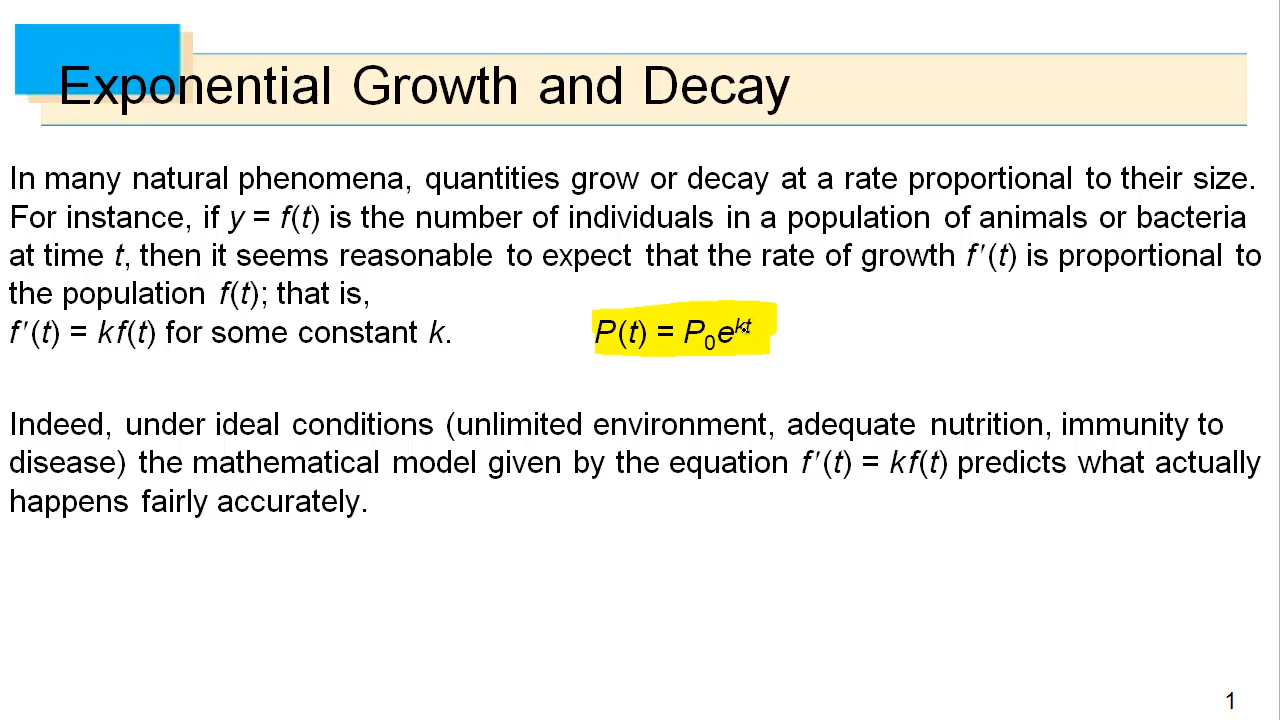 Exponential Growth and Decay
In many natural phenomena, quantities grow or decay at a rate proportional to their size.
For instance, if y = f(t) is the number of individuals in a population of animals or bacteria
at time t, then it seems reasonable to expect that the rate of growth f′(t) is proportional to
the population f(t); that is,
f′(t) = kf(t) for some constant k. P(t) = P₀eᵏᵗ
Indeed, under ideal conditions (unlimited environment, adequate nutrition, immunity to
disease) the mathematical model given by the equation f′(t) = kf(t) predicts what actually
happens fairly accurately.
1